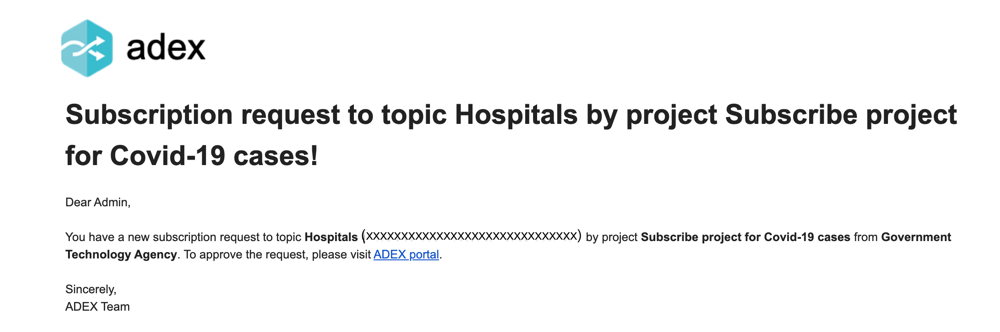 adex
Subscription request to topic Hospitals by project Subscribe project
for Covid-19 cases!
Dear Admin,
You have a new subscription request to topic Hospitals (XXXXXXXXXXXXXXXXXXXXXXXXXXXXXX) by project Subscribe project for Covid-19 cases from Government
Technology Agency. To approve the request, please visit ADEX portal.
Sincerely,
ADEX Team